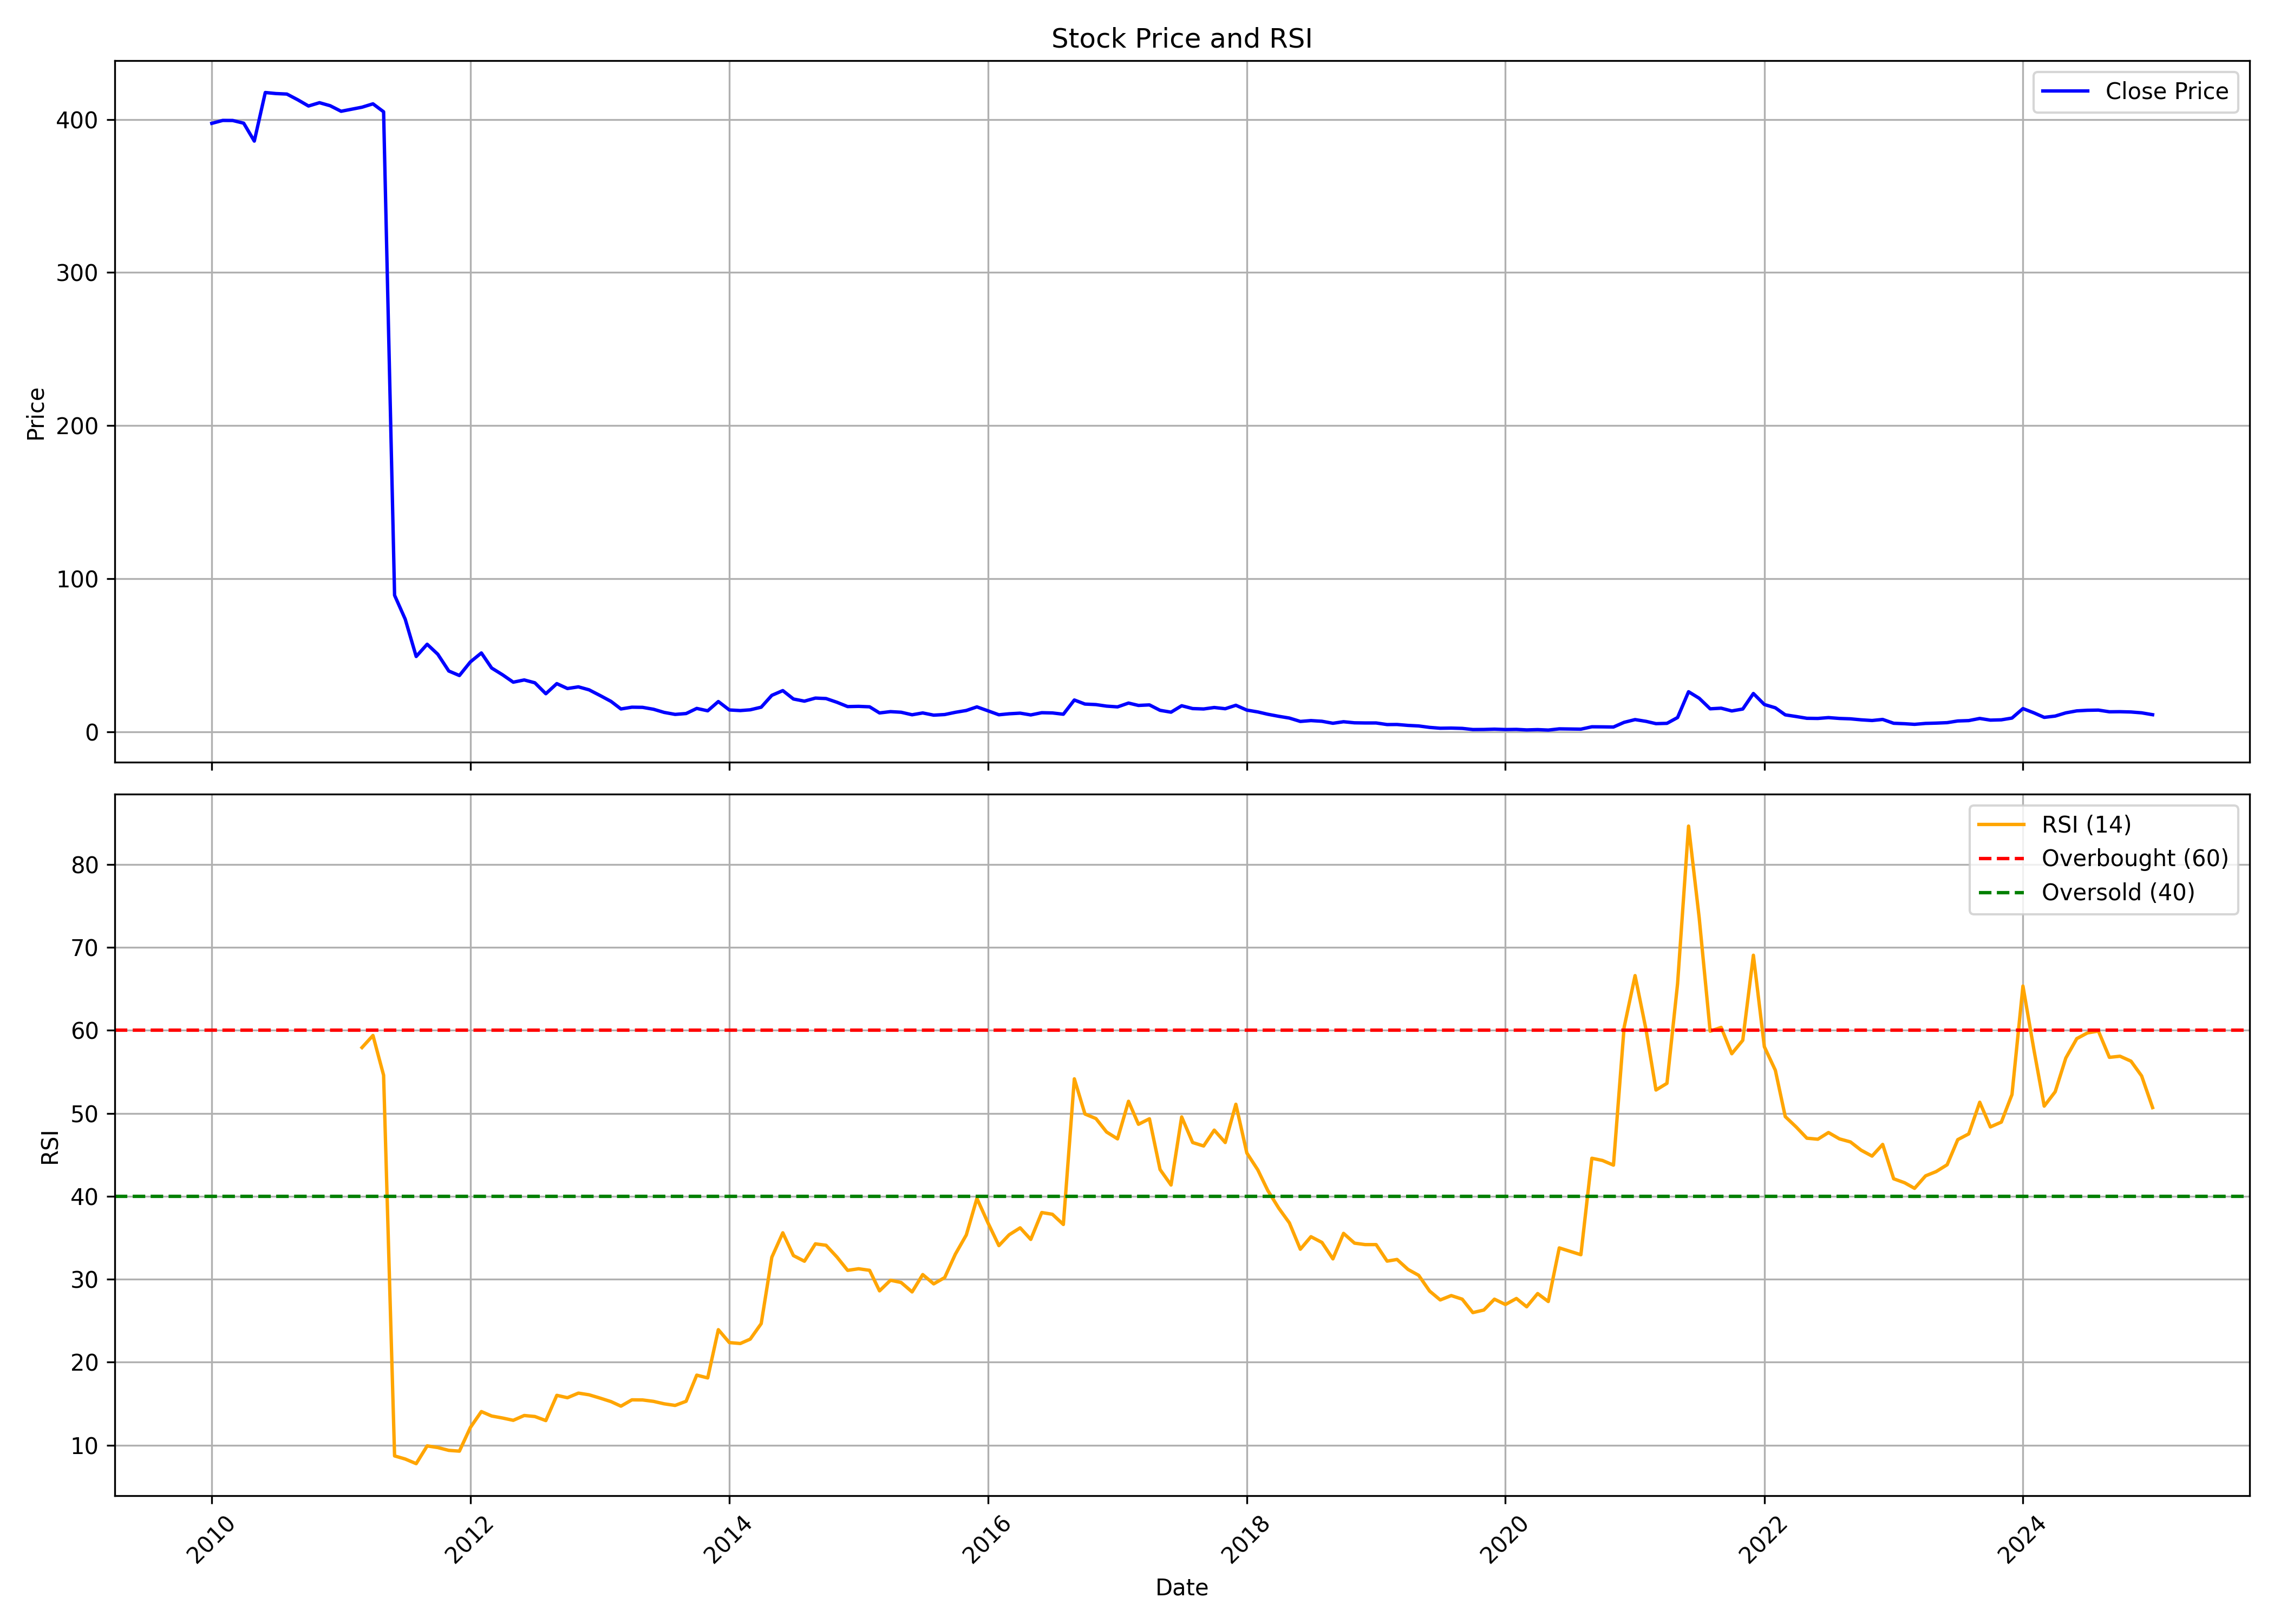 Stock Price and RSI
Close Price
400
300
200
100
0
Price
RSI (14)
Overbought (60)
Oversold (40)
80
70
60
50
40
30
20
10
RSI
2010
2012
2014
2016
2018
2020
2022
2024
Date